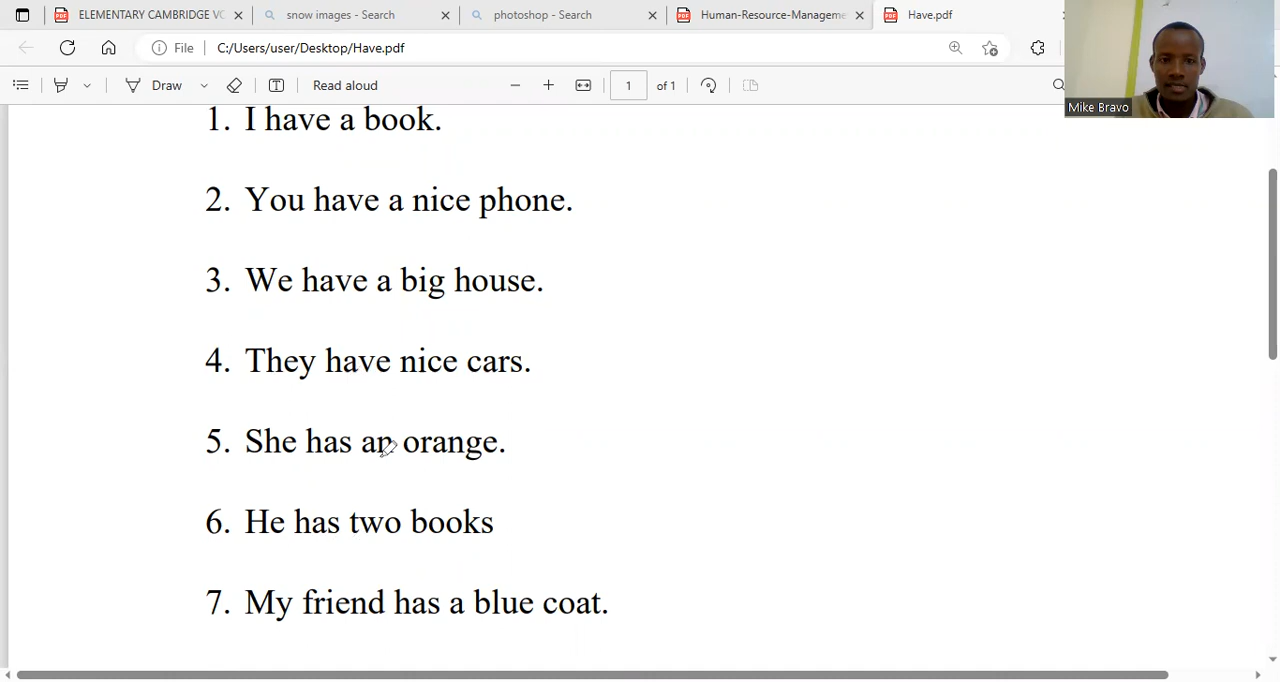 ELEMENTARY CAMBRIDGE VC
snow images - Search
photoshop - Search
Human-Resource-Manageme
Have.pdf
File
C:/Users/user/Desktop/Have.pdf
Draw
Read aloud
1
of 1
Mike Bravo
1. I have a book.
2. You have a nice phone.
3. We have a big house.
4. They have nice cars.
5. She has an orange.
6. He has two books
7. My friend has a blue coat.